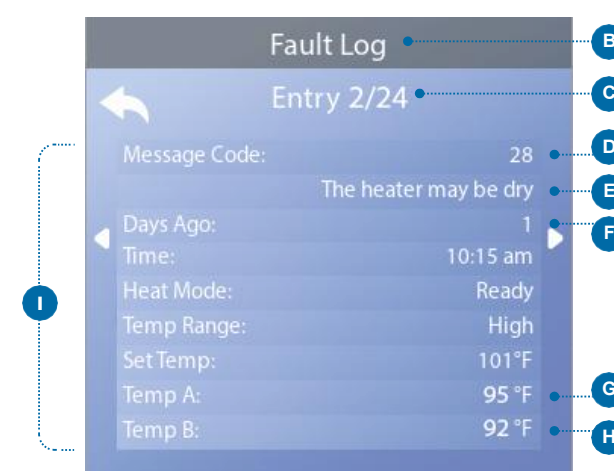 Fault Log B
Entry 2/24 C
Message Code: 28 D
The heater may be dry E
Days Ago: 1 F
Time: 10:15 am
Heat Mode: Ready
I
Temp Range: High
Set Temp: 101°F
Temp A: 95 °F G
Temp B: 92 °F H